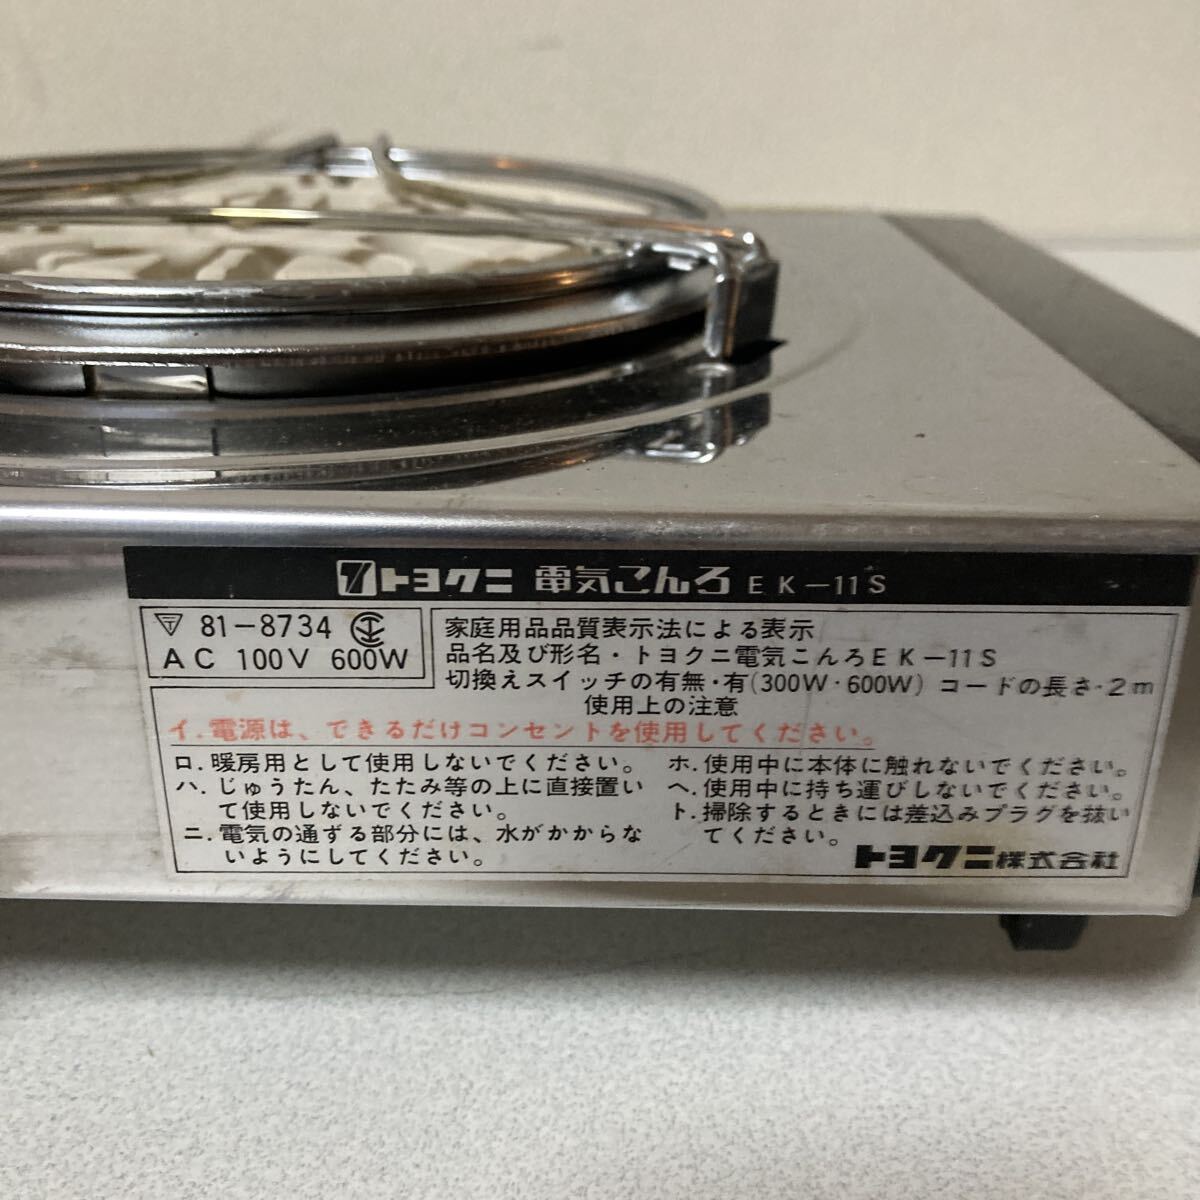 トヨクニ 電気こんろ EK-11S
〒 81-8734
AC 100V 600W
家庭用品品質表示法による表示
品名及び形名・トヨクニ電気こんろEK-11S
切換えスイッチの有無・有(300W・600W) コードの長さ・2m
使用上の注意
イ.電源は、できるだけコンセントを使用してください。
ロ.暖房用として使用しないでください。
ハ.じゅうたん、たたみ等の上に直接置い
て使用しないでください。
ニ.電気の通ずる部分には、水がかからな
いようにしてください。
ホ.使用中に本体に触れないでください。
ヘ.使用中に持ち運びしないでください。
ト.掃除するときには差込みプラグを抜い
てください。
トヨクニ株式会社